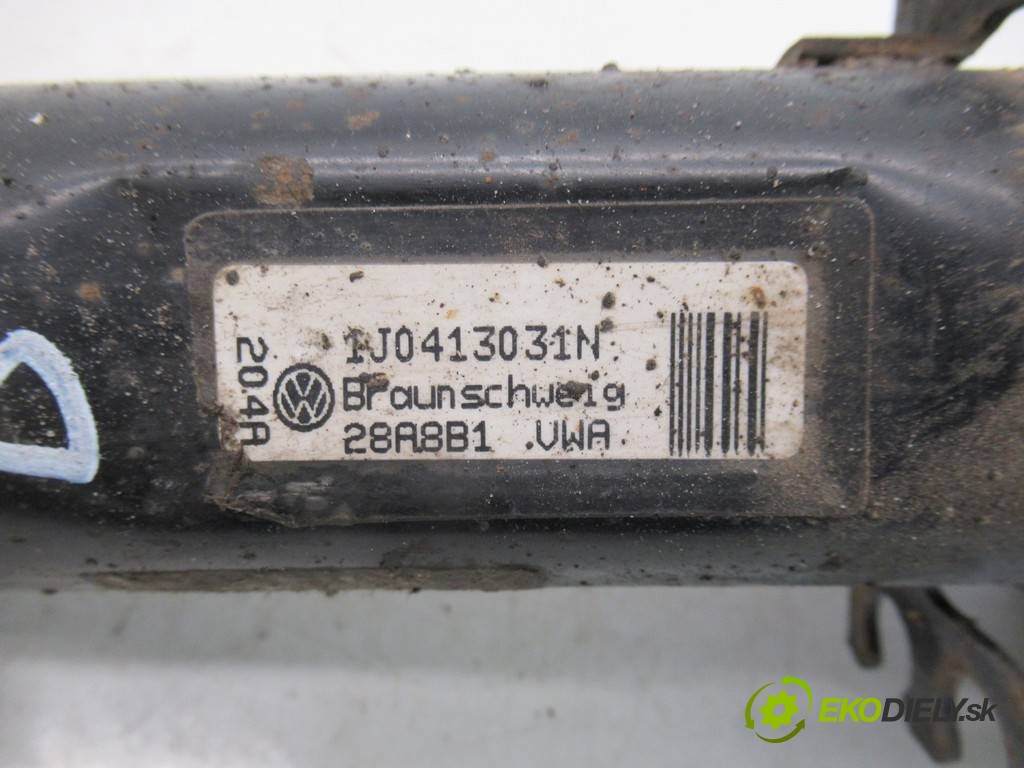 1J0413031N
Braunschweig
28A8B1 .VWA.
204A
EKODIELY.sk